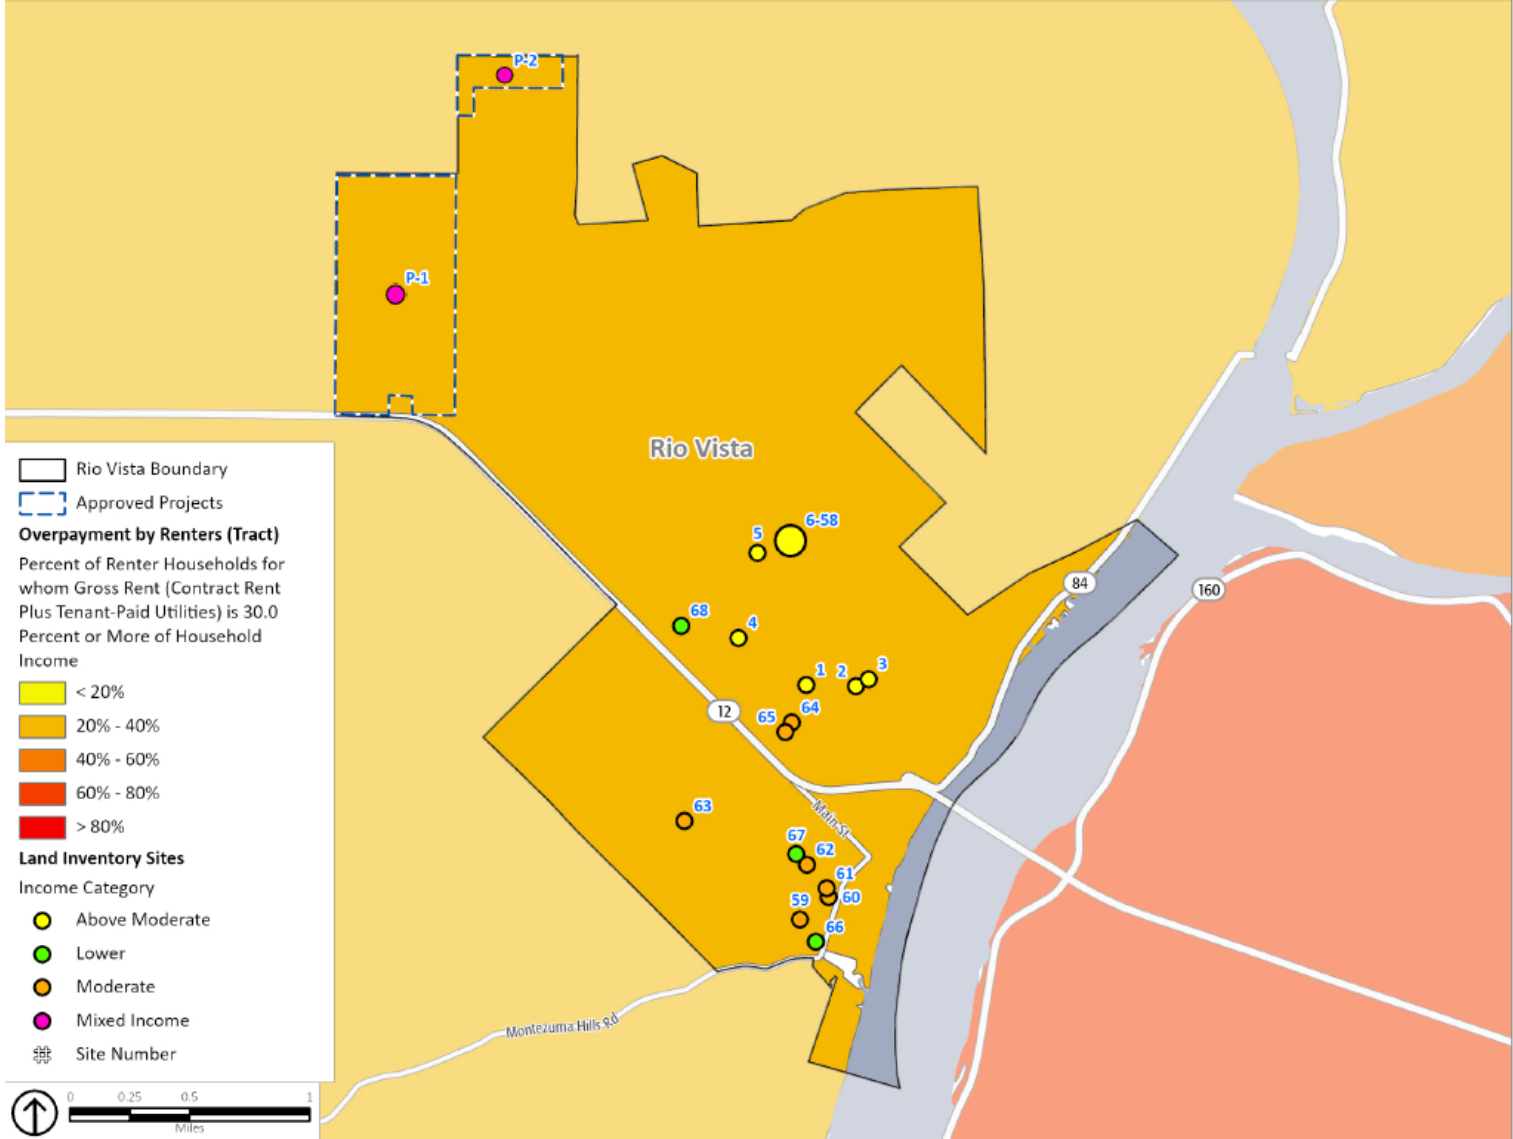 P-2
P-1
Rio Vista
5
6-58
84
160
68
4
1
2
3
64
65
12
Main St
63
67
62
61
60
59
66
Montezuma Hills Rd
Rio Vista Boundary
Approved Projects
Overpayment by Renters (Tract)
Percent of Renter Households for
whom Gross Rent (Contract Rent
Plus Tenant-Paid Utilities) is 30.0
Percent or More of Household
Income
< 20%
20% - 40%
40% - 60%
60% - 80%
> 80%
Land Inventory Sites
Income Category
Above Moderate
Lower
Moderate
Mixed Income
# Site Number
0 0.25 0.5 1
Miles